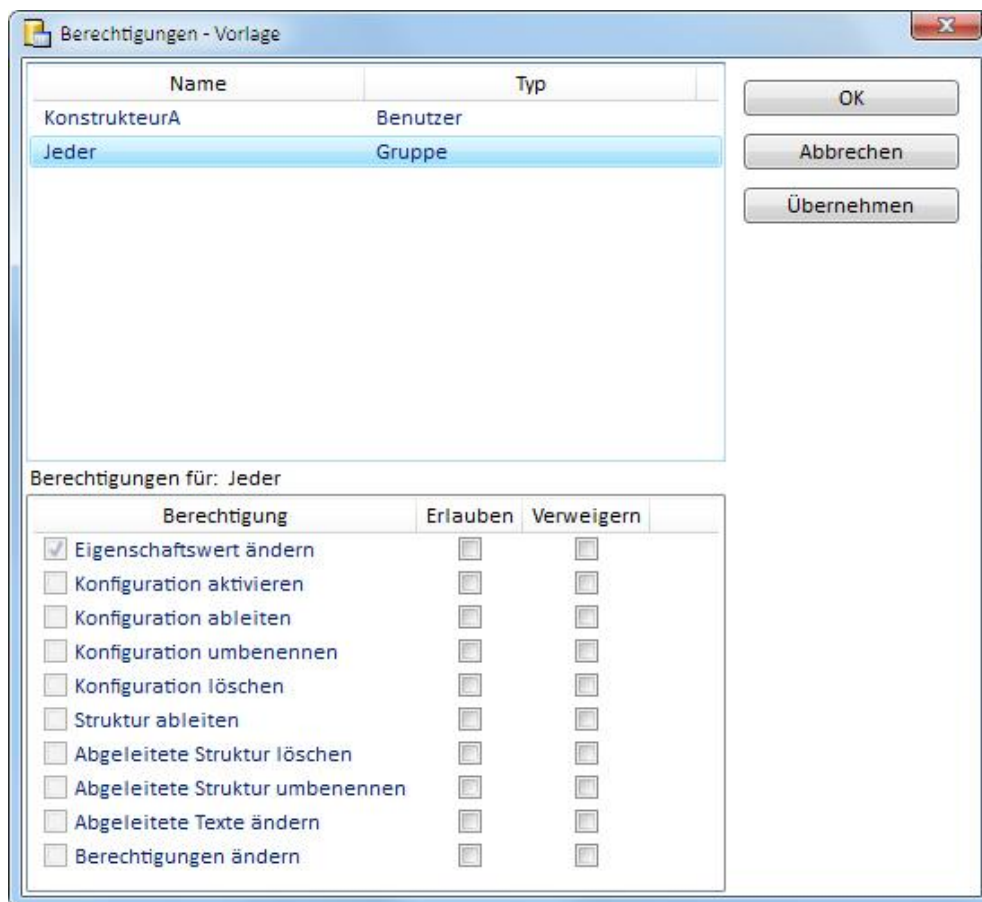 Berechtigungen - Vorlage
Name Typ
KonstrukteurA Benutzer
Jeder Gruppe
OK
Abbrechen
Übernehmen
Berechtigungen für: Jeder
Berechtigung Erlauben Verweigern
Eigenschaftswert ändern
Konfiguration aktivieren
Konfiguration ableiten
Konfiguration umbenennen
Konfiguration löschen
Struktur ableiten
Abgeleitete Struktur löschen
Abgeleitete Struktur umbenennen
Abgeleitete Texte ändern
Berechtigungen ändern